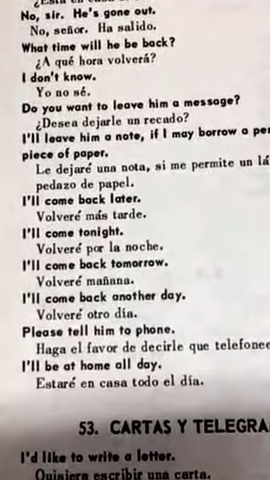 No, sir. He's gone out.
No, señor. Ha salido.
What time will he be back?
¿A qué hora volverá?
I don't know.
Yo no sé.
Do you want to leave him a message?
¿Desea dejarle un recado?
I'll leave him a note, if I may borrow a
piece of paper.
Le dejaré una nota, si me permite un
pedazo de papel.
I'll come back later.
Volveré más tarde.
I'll come tonight.
Volveré por la noche.
I'll come back tomorrow.
Volveré mañana.
I'll come back another day.
Volveré otro día.
Please tell him to phone.
Haga el favor de decirle que telefonee
I'll be at home all day.
Estaré en casa todo el día.
53. CARTAS Y TELEGRA
I'd like to write a letter.
Quisiera escribir una carta.